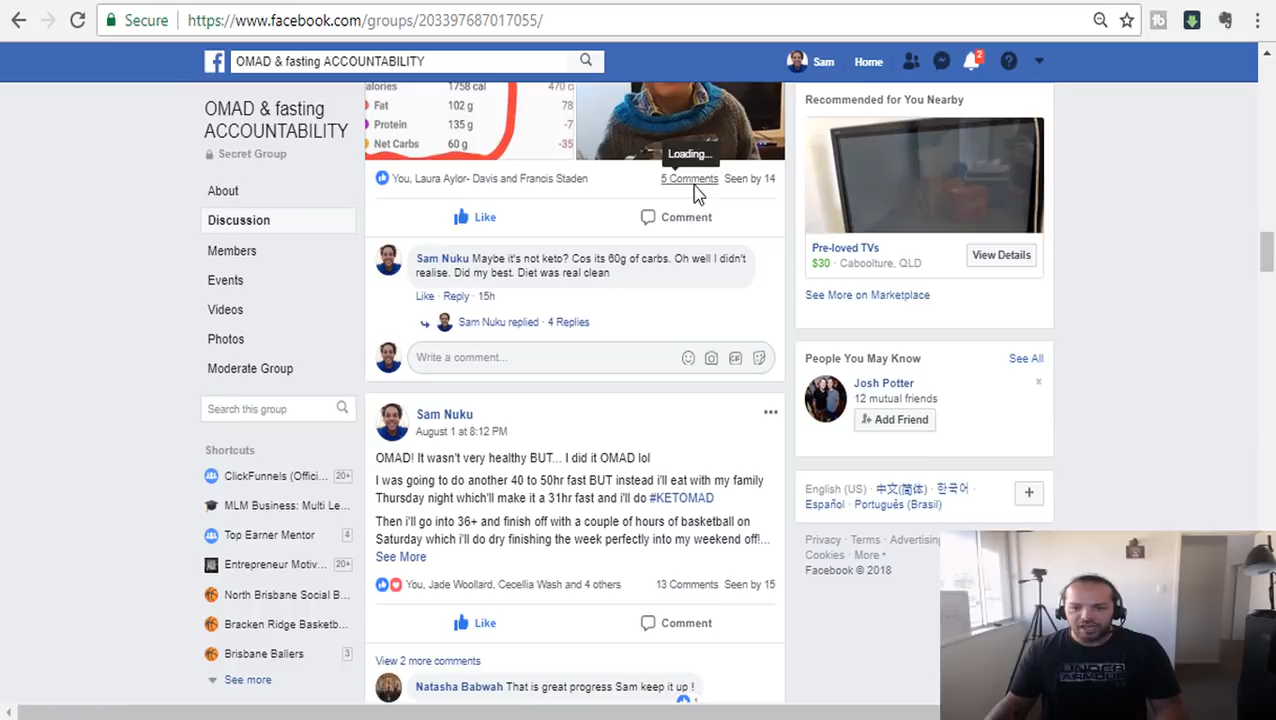 Secure
https://www.facebook.com/groups/203397687017055/
OMAD & fasting ACCOUNTABILITY
Sam
Home
2
OMAD & fasting
ACCOUNTABILITY
Secret Group
About
Discussion
Members
Events
Videos
Photos
Moderate Group
Search this group
Shortcuts
ClickFunnels (Offici... 20+
MLM Business: Multi Le...
Top Earner Mentor 4
Entrepreneur Motiv... 20+
North Brisbane Social B...
Bracken Ridge Basketb...
Brisbane Ballers 3
See more
1758 cal
Fat 102 g 78
Protein 135 g -7
Net Carbs 60 g -35
Loading...
You, Laura Aylor- Davis and Francis Staden 5 Comments Seen by 14
Like Comment
Sam Nuku Maybe it's not keto? Cos its 60g of carbs. Oh well I didn't
realise. Did my best. Diet was real clean
Like · Reply · 15h
Sam Nuku replied · 4 Replies
Write a comment...
Sam Nuku
August 1 at 8:12 PM
OMAD! It wasn't very healthy BUT... I did it OMAD lol
I was going to do another 40 to 50hr fast BUT instead i'll eat with my family
Thursday night which'll make it a 31hr fast and i'll do #KETOMAD
Then i'll go into 36+ and finish off with a couple of hours of basketball on
Saturday which i'll do dry finishing the week perfectly into my weekend off!...
See More
You, Jade Woollard, Cecellia Wash and 4 others 13 Comments Seen by 15
Like Comment
View 2 more comments
Natasha Babwah That is great progress Sam keep it up !
1
Recommended for You Nearby
Pre-loved TVs
$30 · Caboolture, QLD
View Details
See More on Marketplace
People You May Know See All
Josh Potter
12 mutual friends
Add Friend
English (US) · 中文(简体) · 한국어 ·
Español · Português (Brasil)
Privacy · Terms · Advertising
Cookies · More
Facebook © 2018
UNDER
ARMOUR